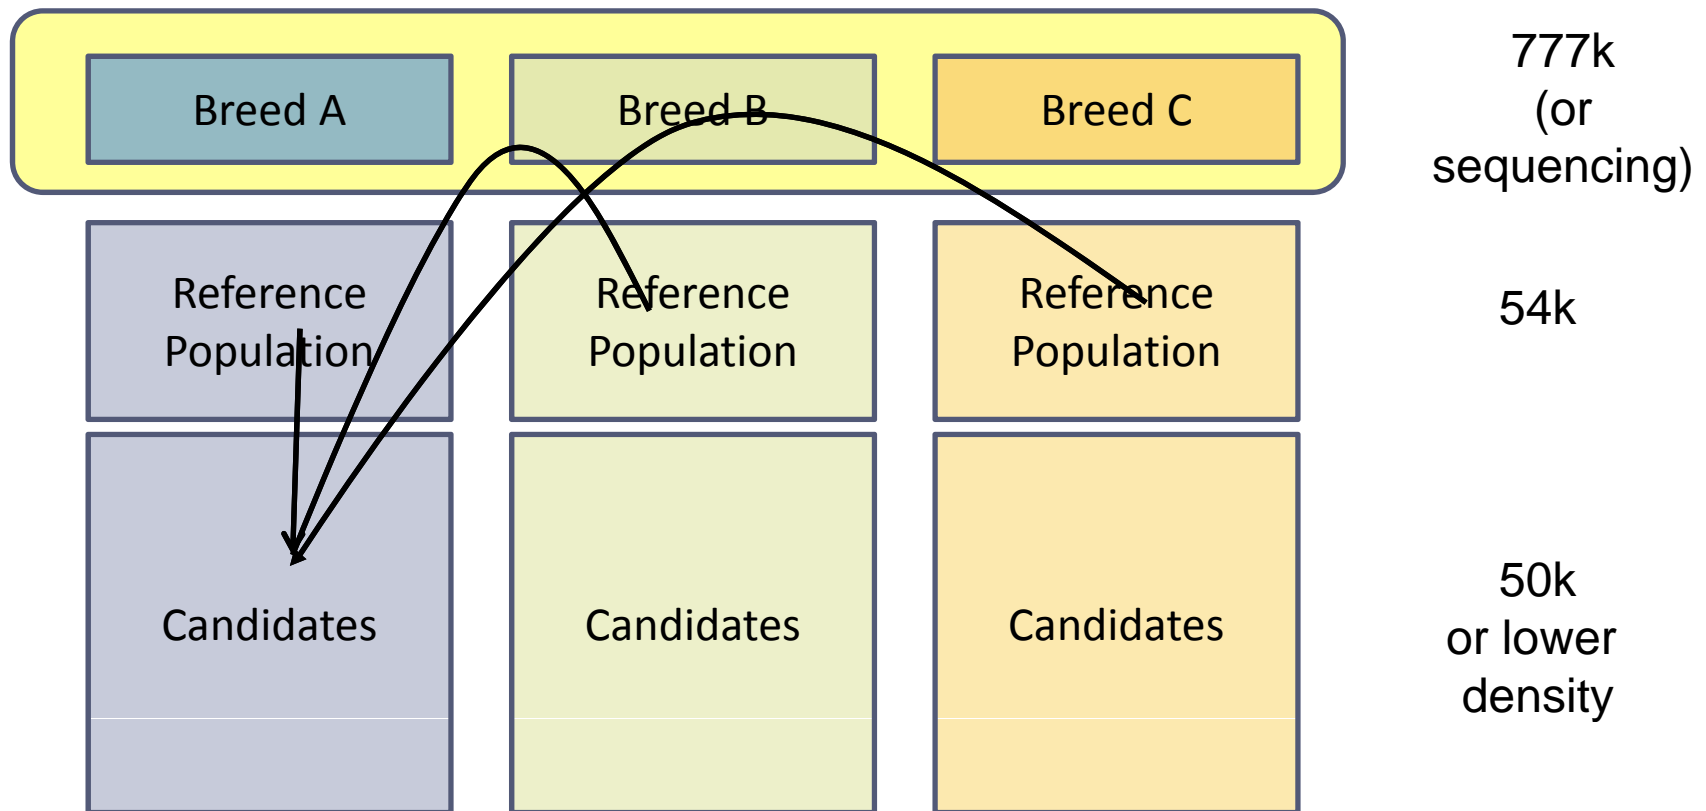 Breed A
Breed B
Breed C
777k
(or
sequencing)
Reference
Population
Reference
Population
Reference
Population
54k
Candidates
Candidates
Candidates
50k
or lower
density